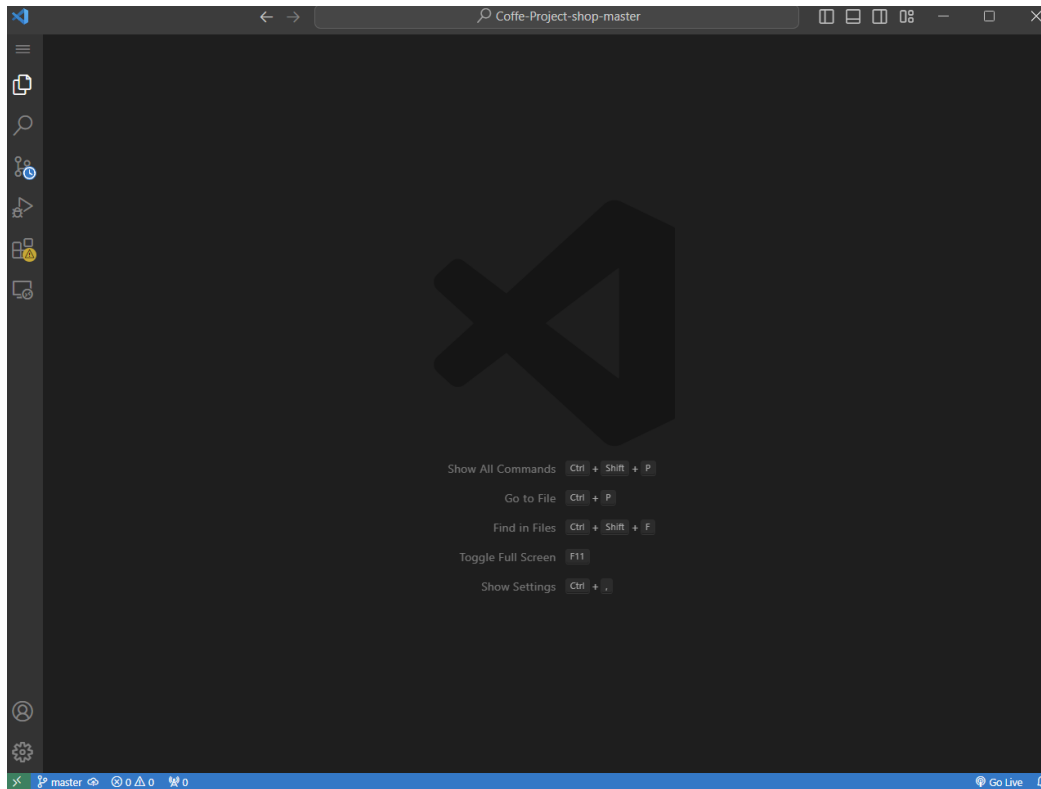 Coffe-Project-shop-master
Show All Commands Ctrl + Shift + P
Go to File Ctrl + P
Find in Files Ctrl + Shift + F
Toggle Full Screen F11
Show Settings Ctrl + ,
master 0 0 0 Go Live